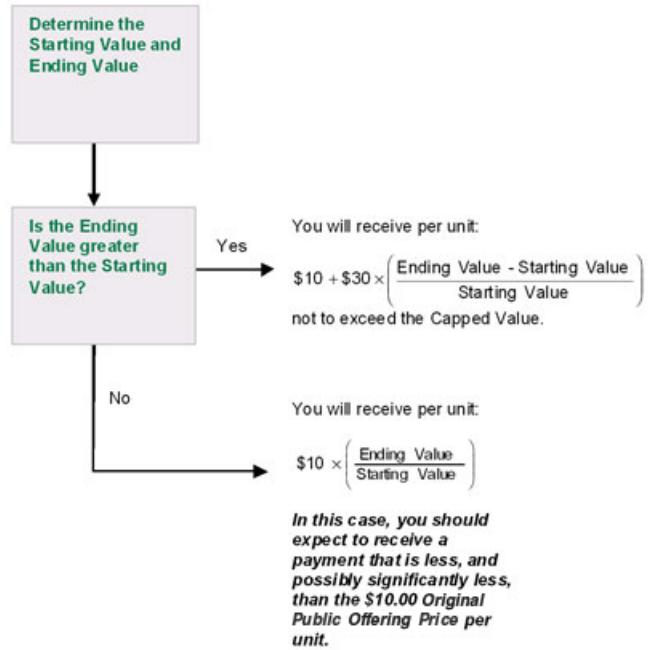 Determine the
Starting Value and
Ending Value
Is the Ending
Value greater
than the Starting
Value?
Yes
You will receive per unit:
$10 + $30 × ( Ending Value - Starting Value
Starting Value )
not to exceed the Capped Value.
No
You will receive per unit:
$10 × ( Ending Value
Starting Value )
In this case, you should
expect to receive a
payment that is less, and
possibly significantly less,
than the $10.00 Original
Public Offering Price per
unit.